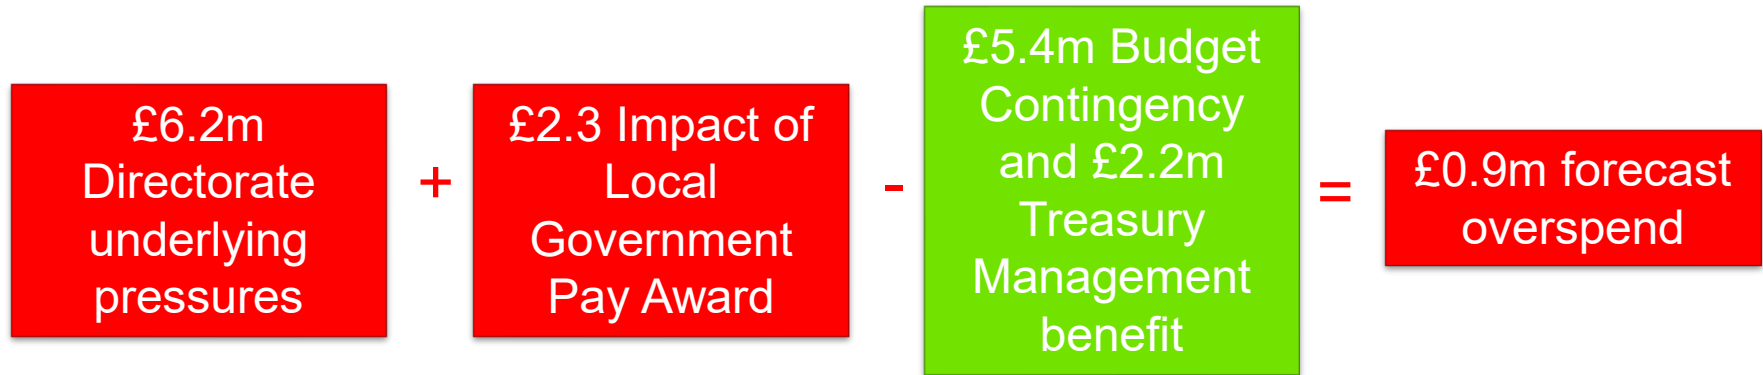 £6.2m
Directorate
underlying
pressures
+
£2.3 Impact of
Local
Government
Pay Award
-
£5.4m Budget
Contingency
and £2.2m
Treasury
Management
benefit
=
£0.9m forecast
overspend